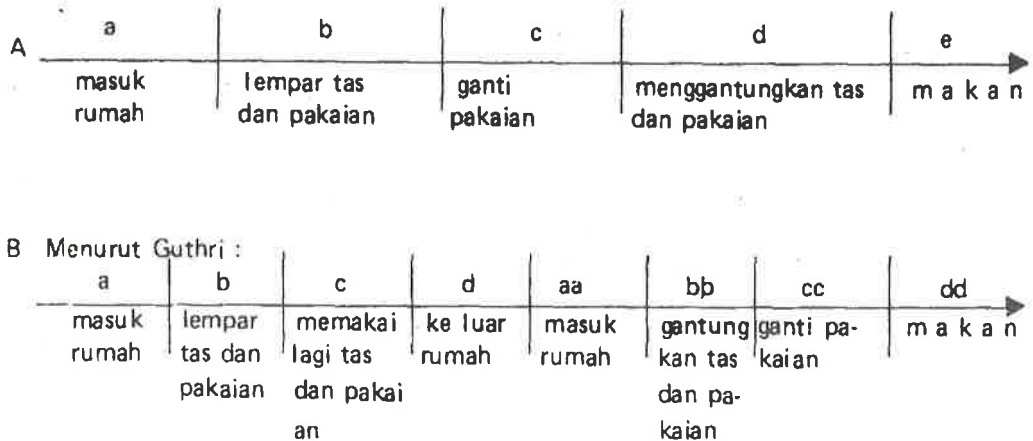 A a b c d e
masuk rumah lempar tas dan pakaian ganti pakaian menggantungkan tas dan pakaian m a k a n
B Menurut Guthri :
a b c d aa bb cc dd
masuk rumah lempar tas dan pakaian memakai lagi tas dan pakai an ke luar rumah masuk rumah gantung kan tas dan pa- kaian ganti pa- kaian m a k a n